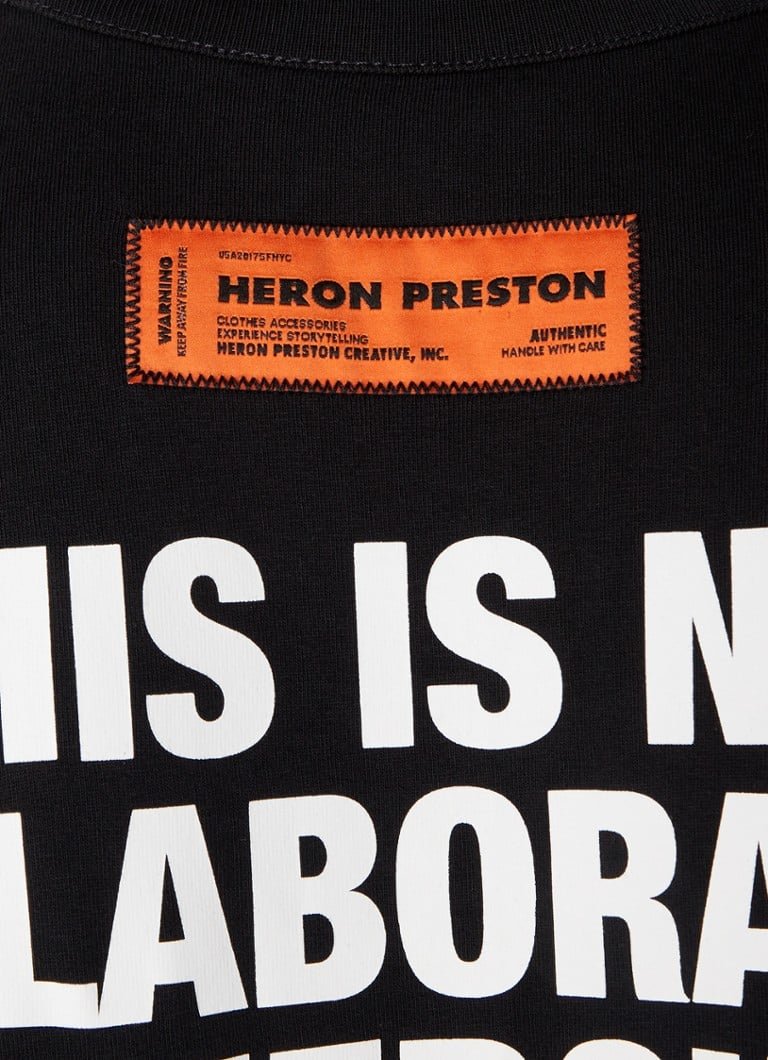 WARNING
KEEP AWAY FROM FIRE
USA2017SFNYC
HERON PRESTON
CLOTHES ACCESSORIES
EXPERIENCE STORYTELLING
HERON PRESTON CREATIVE, INC.
AUTHENTIC
HANDLE WITH CARE
HIS IS N
LABORA